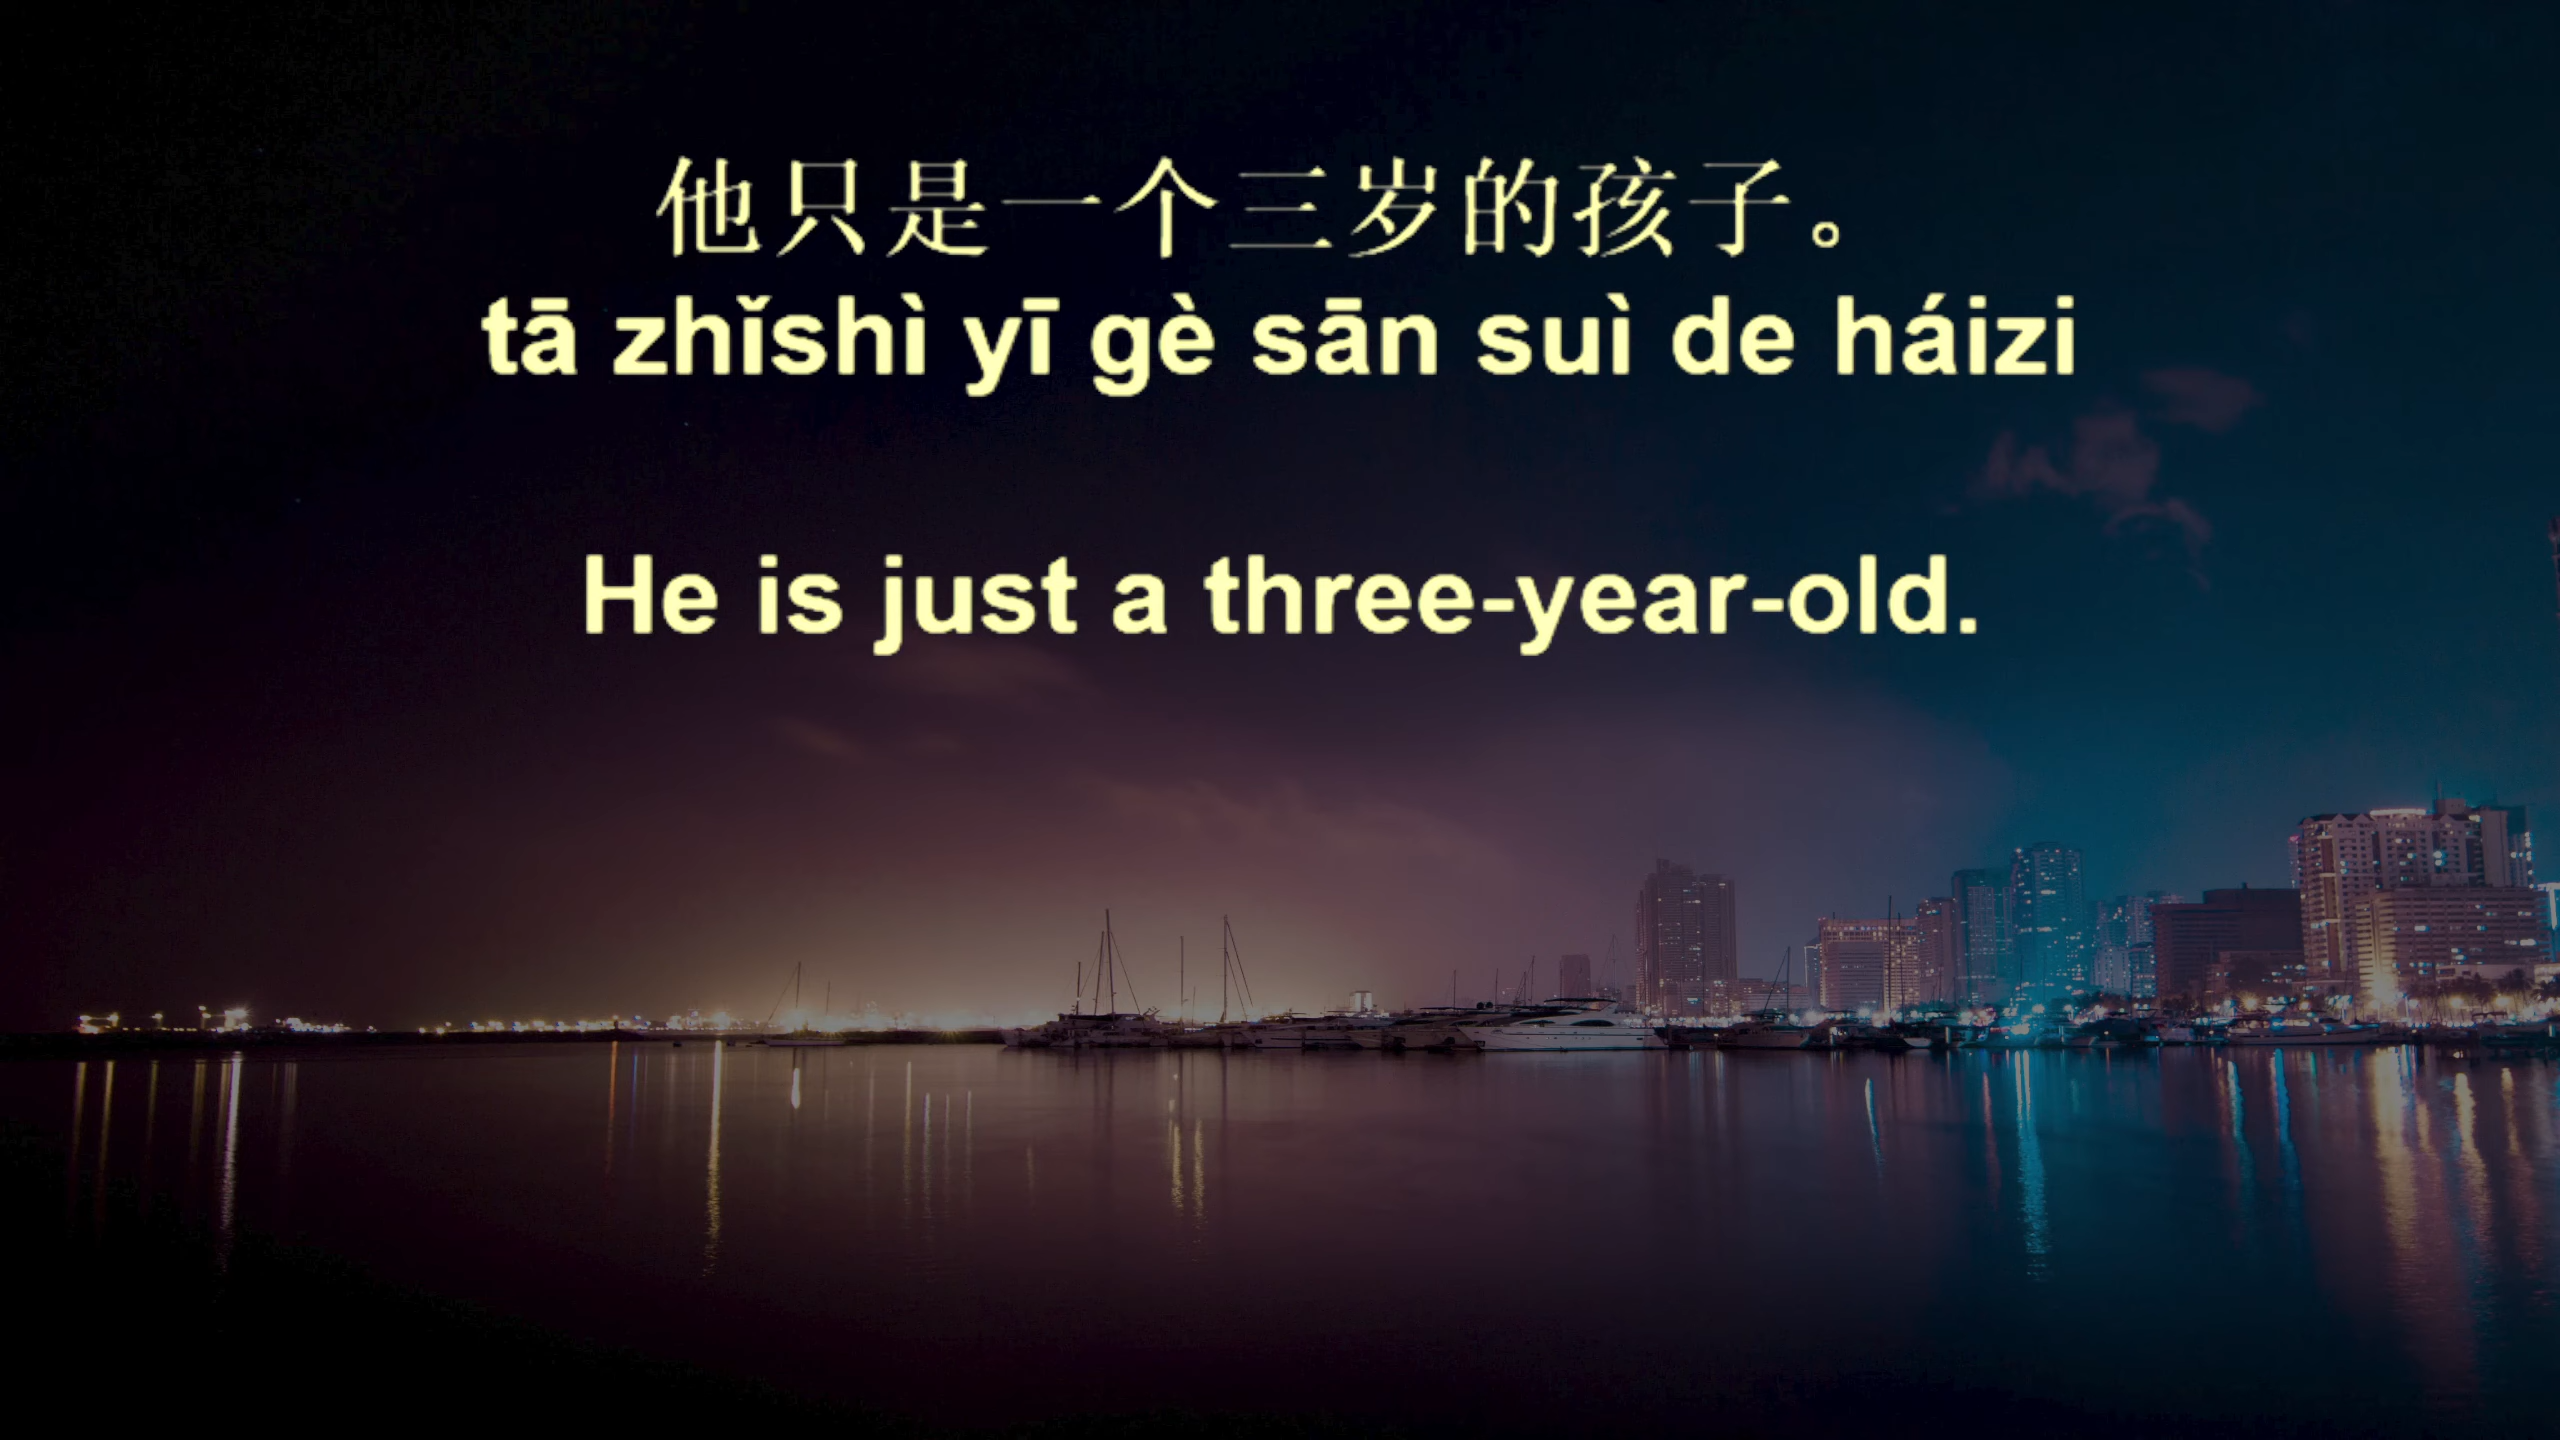 他只是一个三岁的孩子。
tā zhǐshì yī gè sān suì de háizi
He is just a three-year-old.